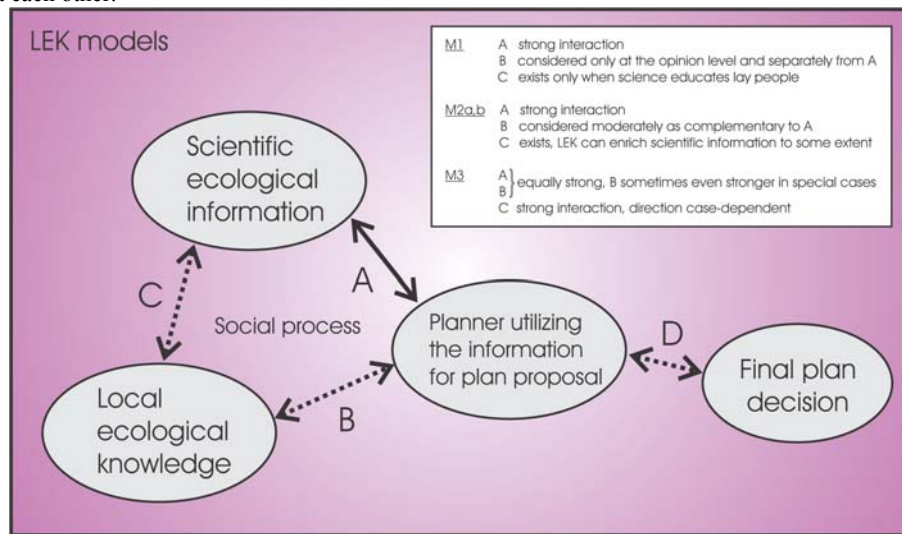 each other.
LEK models
M1 A strong interaction
B considered only at the opinion level and separately from A
C exists only when science educates lay people
M2a,b A strong interaction
B considered moderately as complementary to A
C exists, LEK can enrich scientific information to some extent
M3 A
B } equally strong, B sometimes even stronger in special cases
C strong interaction, direction case-dependent
Scientific
ecological
information
C
A
Social process
Planner utilizing
the information
for plan proposal
D
Final plan
decision
Local
ecological
knowledge
B